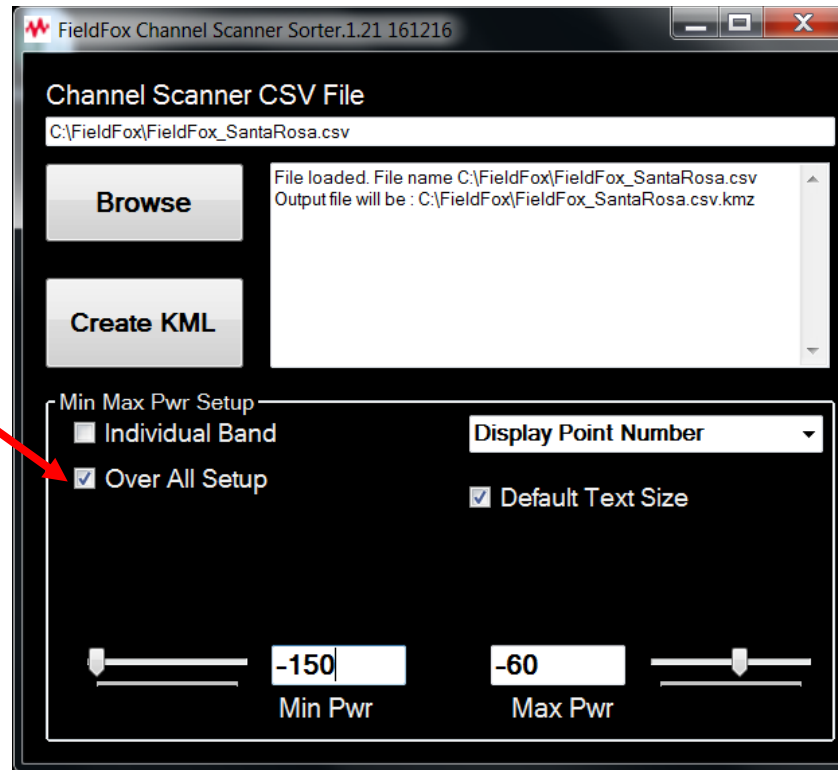 FieldFox Channel Scanner Sorter.1.21 161216
Channel Scanner CSV File
C:\FieldFox\FieldFox_SantaRosa.csv
Browse
File loaded. File name C:\FieldFox\FieldFox_SantaRosa.csv
Output file will be : C:\FieldFox\FieldFox_SantaRosa.csv.kmz
Create KML
Min Max Pwr Setup
Individual Band
Display Point Number
Over All Setup
Default Text Size
-150
-60
Min Pwr
Max Pwr